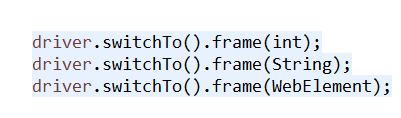 driver.switchTo().frame(int);
driver.switchTo().frame(String);
driver.switchTo().frame(WebElement);